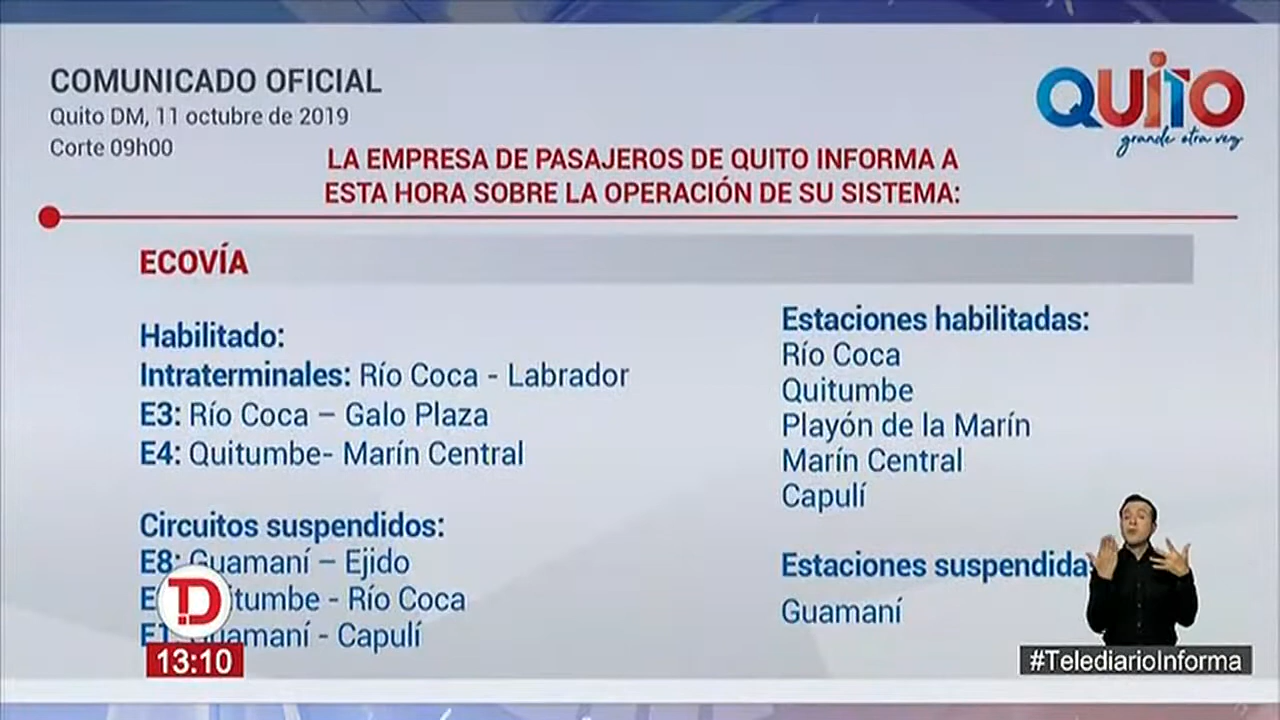 COMUNICADO OFICIAL
Quito DM, 11 octubre de 2019
Corte 09h00
QUITO
grande otra vez
LA EMPRESA DE PASAJEROS DE QUITO INFORMA A
ESTA HORA SOBRE LA OPERACIÓN DE SU SISTEMA:
ECOVÍA
Habilitado:
Intraterminales: Río Coca - Labrador
E3: Río Coca – Galo Plaza
E4: Quitumbe- Marín Central
Circuitos suspendidos:
E8: Guamaní – Ejido
Río Coca
E1: Guamaní - Capulí
Estaciones habilitadas:
Río Coca
Quitumbe
Playón de la Marín
Marín Central
Capulí
Estaciones
Guamaní
D
13:10
#TelediarioInforma